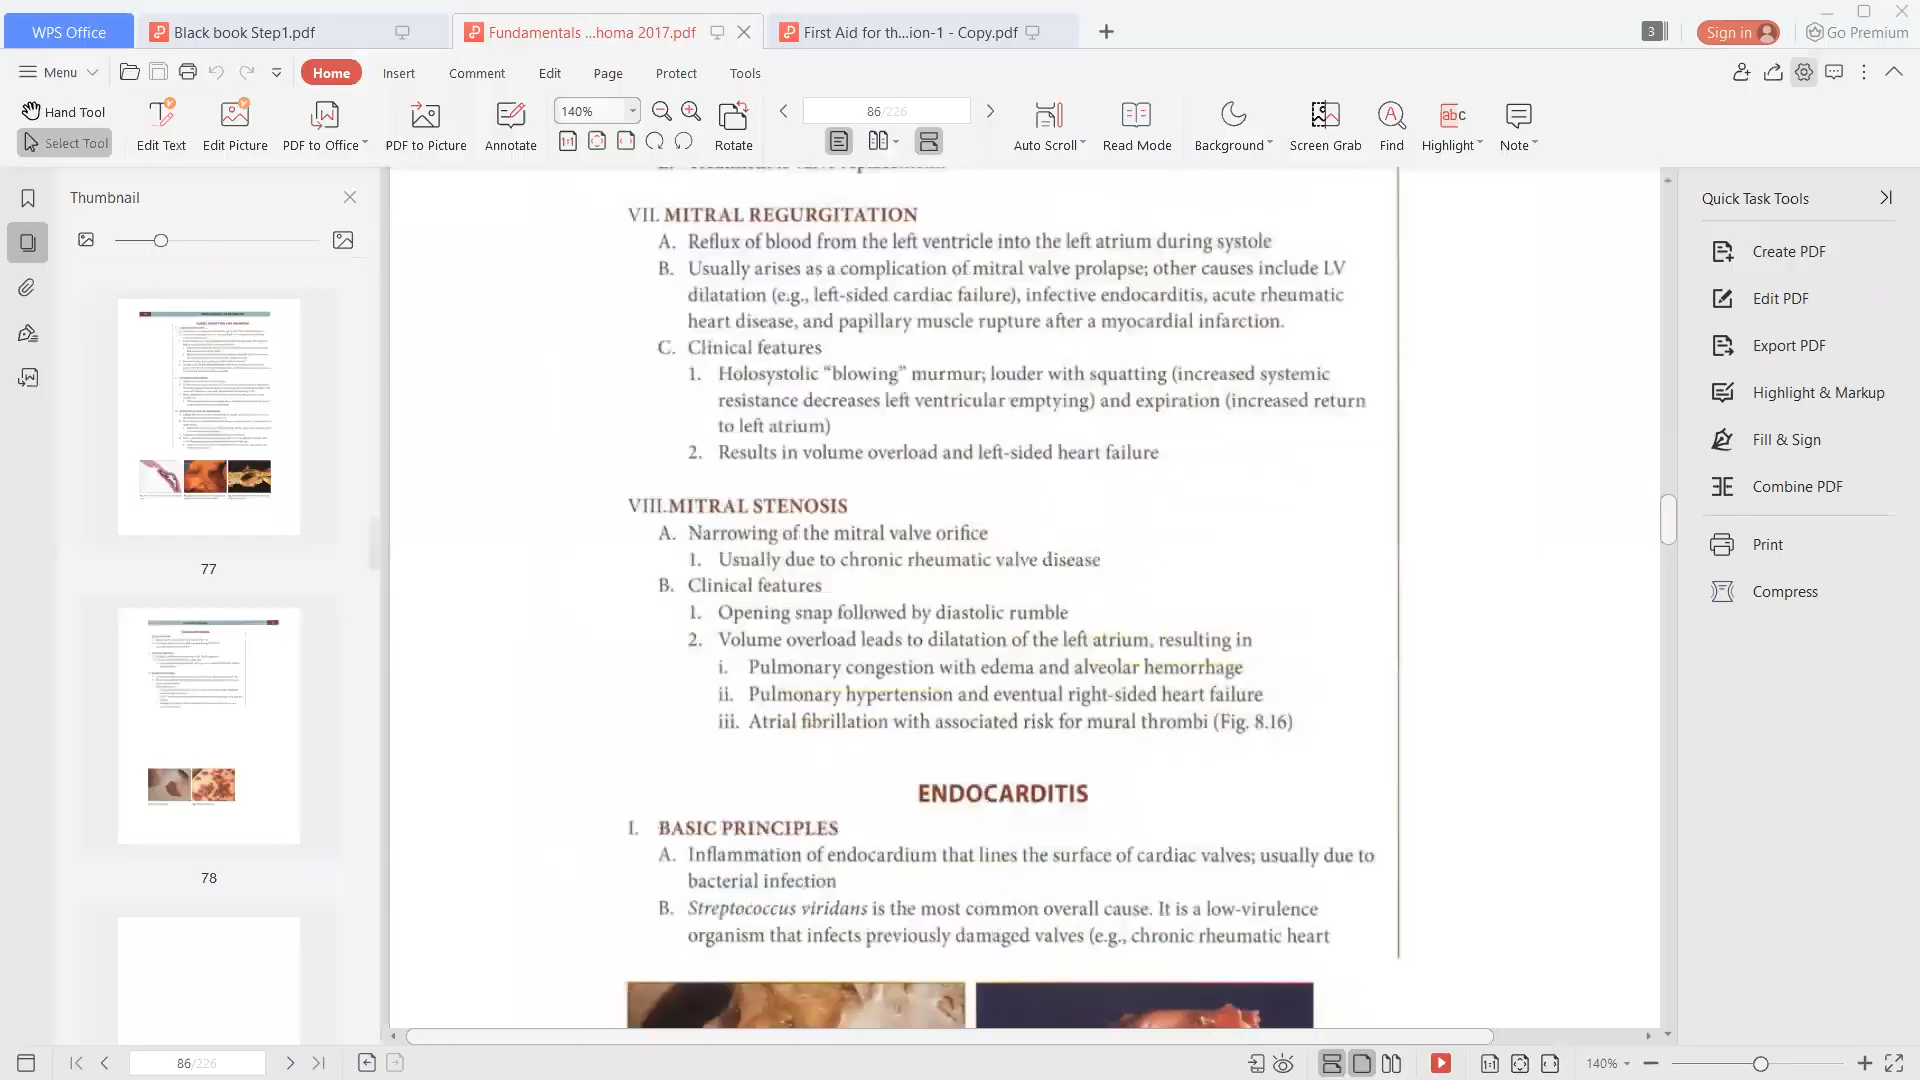 WPS Office
Black book Step1.pdf
Fundamentals ...homa 2017.pdf
First Aid for th...ion-1 - Copy.pdf
3
Sign in
Go Premium
Menu
Home
Insert
Comment
Edit
Page
Protect
Tools
Hand Tool
Select Tool
Edit Text
Edit Picture
PDF to Office
PDF to Picture
Annotate
140%
Rotate
86/226
Auto Scroll
Read Mode
Background
Screen Grab
Find
Highlight
Note
Thumbnail
77
78
VII. MITRAL REGURGITATION
A. Reflux of blood from the left ventricle into the left atrium during systole
B. Usually arises as a complication of mitral valve prolapse; other causes include LV
dilatation (e.g., left-sided cardiac failure), infective endocarditis, acute rheumatic
heart disease, and papillary muscle rupture after a myocardial infarction.
C. Clinical features
1. Holosystolic “blowing” murmur; louder with squatting (increased systemic
resistance decreases left ventricular emptying) and expiration (increased return
to left atrium)
2. Results in volume overload and left-sided heart failure
VIII.MITRAL STENOSIS
A. Narrowing of the mitral valve orifice
1. Usually due to chronic rheumatic valve disease
B. Clinical features
1. Opening snap followed by diastolic rumble
2. Volume overload leads to dilatation of the left atrium, resulting in
i. Pulmonary congestion with edema and alveolar hemorrhage
ii. Pulmonary hypertension and eventual right-sided heart failure
iii. Atrial fibrillation with associated risk for mural thrombi (Fig. 8.16)
ENDOCARDITIS
I. BASIC PRINCIPLES
A. Inflammation of endocardium that lines the surface of cardiac valves; usually due to
bacterial infection
B. Streptococcus viridans is the most common overall cause. It is a low-virulence
organism that infects previously damaged valves (e.g., chronic rheumatic heart
Quick Task Tools
Create PDF
Edit PDF
Export PDF
Highlight & Markup
Fill & Sign
Combine PDF
Print
Compress
86/226
140%